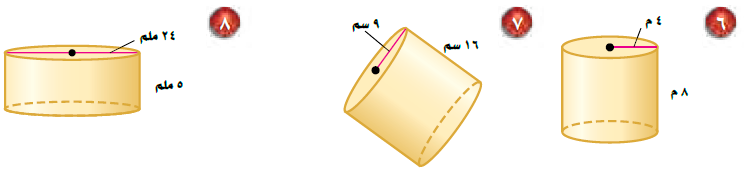 ٦
٤ م
٨ م
٧
٩ سم
١٦ سم
٨
٢٤ ملم
٥ ملم